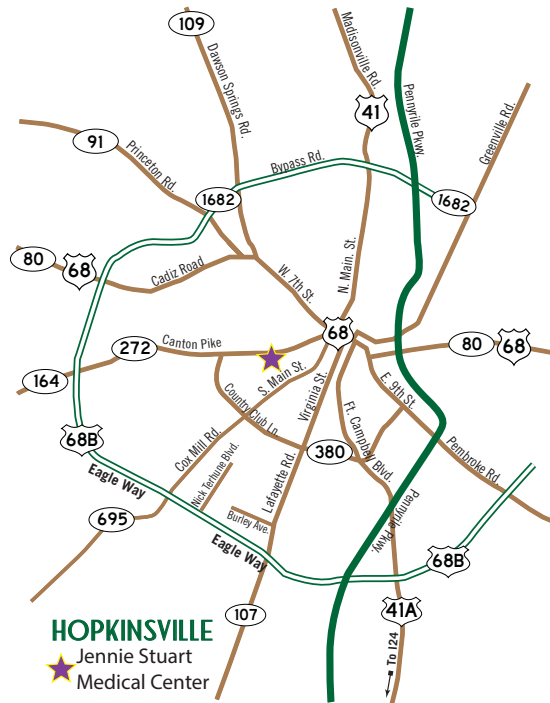 109
Dawson Springs Rd.
Madisonville Rd.
41
Pennyrile Pkwy.
Greenville Rd.
91
Princeton Rd.
Bypass Rd.
1682
1682
80
68
Cadiz Road
W. 7th St.
N. Main. St.
272
Canton Pike
68
80
68
164
S. Main St.
Virginia St.
E. 9th St.
Country Club Ln.
Ft. Campbell Blvd.
68B
Cox Mill Rd.
380
Pembroke Rd.
Eagle Way
Nick Terhune Blvd.
Lafayette Rd.
695
Burley Ave.
Pennyrile Pkwy.
Eagle Way
68B
107
41A
HOPKINSVILLE
Jennie Stuart
Medical Center
To I24